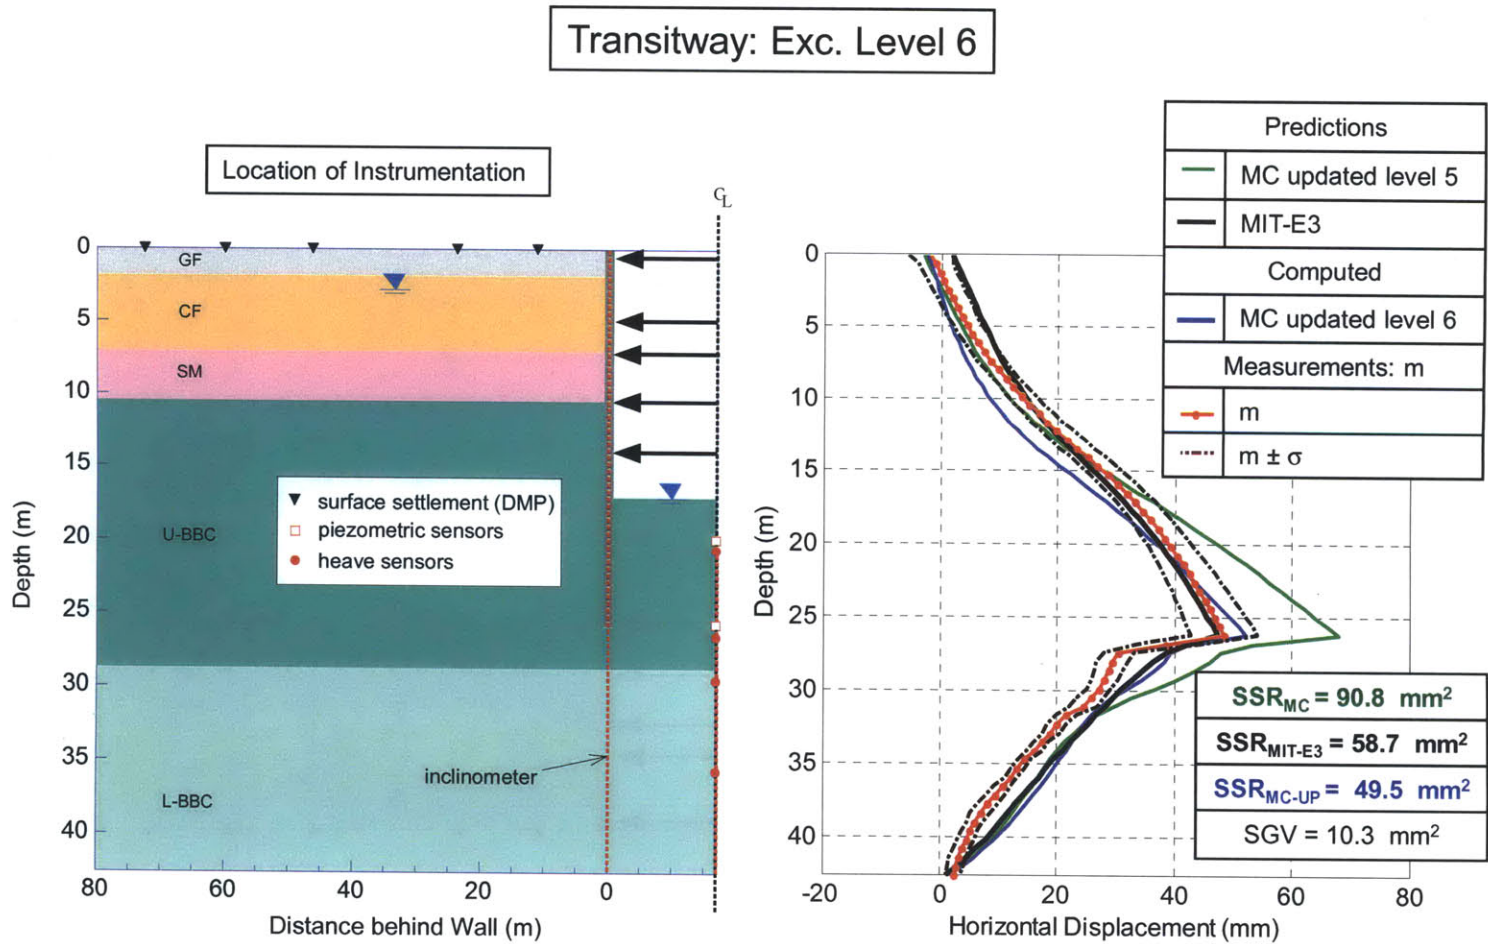 Transitway: Exc. Level 6
Location of Instrumentation
CL
0
5
10
15
20
25
30
35
40
Depth (m)
GF
CF
SM
U-BBC
L-BBC
surface settlement (DMP)
piezometric sensors
heave sensors
inclinometer
80
60
40
20
0
Distance behind Wall (m)
Predictions
MC updated level 5
MIT-E3
Computed
MC updated level 6
Measurements: m
m
m ± σ
0
5
10
15
20
25
30
35
40
Depth (m)
SSR_MC = 90.8 mm²
SSR_MIT-E3 = 58.7 mm²
SSR_MC-UP = 49.5 mm²
SGV = 10.3 mm²
-20
0
20
40
60
80
Horizontal Displacement (mm)